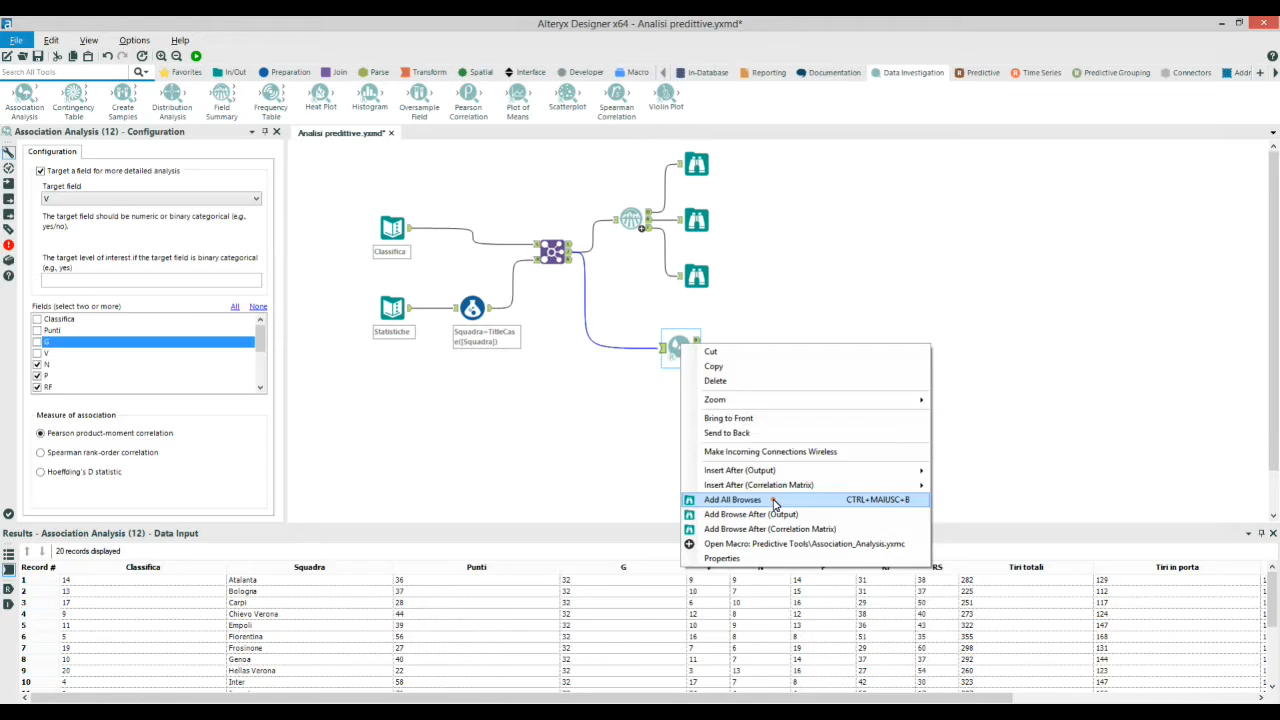 Alteryx Designer x64 - Analisi predittive.yxmd*
File Edit View Options Help
Search All Tools Favorites In/Out Preparation Join Parse Transform Spatial Interface Developer Macro In-Database Reporting Documentation Data Investigation Predictive Time Series Predictive Grouping Connectors
Association Analysis
Contingency Table
Create Samples
Distribution Analysis
Field Summary
Frequency Table
Heat Plot
Histogram
Oversample Field
Pearson Correlation
Plot of Means
Scatterplot
Spearman Correlation
Violin Plot
Association Analysis (12) - Configuration
Analisi predittive.yxmd*
Configuration
Target a field for more detailed analysis
Target field
V
The target field should be numeric or binary categorical (e.g.,
yes/no).
The target level of interest if the target field is binary categorical
(e.g., yes)
Fields (select two or more) All None
Classifica
Punti
G
V
N
P
RF
Measure of association
Pearson product-moment correlation
Spearman rank-order correlation
Hoeffding's D statistic
Classifica
Statistiche
Squadra=TitleCas
e([Squadra])
Cut
Copy
Delete
Zoom
Bring to Front
Send to Back
Make Incoming Connections Wireless
Insert After (Output)
Insert After (Correlation Matrix)
Add All Browses CTRL+MAIUSC+B
Add Browse After (Output)
Add Browse After (Correlation Matrix)
Open Macro: Predictive Tools\Association_Analysis.yxmc
Properties
Results - Association Analysis (12) - Data Input
20 records displayed
Record # Classifica Squadra Punti G RS Tiri totali Tiri in porta
1 14 Atalanta 36 32 9 9 14 31 38 282 129
2 13 Bologna 37 32 10 7 15 31 37 225 112
3 17 Carpi 28 32 6 10 16 29 50 251 117
4 9 Chievo Verona 44 32 12 8 12 38 40 273 124
5 11 Empoli 39 32 10 9 13 36 43 322 147
6 5 Fiorentina 56 32 16 8 8 51 35 355 168
7 19 Frosinone 27 32 7 6 19 29 60 298 131
8 10 Genoa 40 32 11 7 14 37 37 292 144
9 20 Hellas Verona 22 32 3 13 16 27 54 260 123
10 4 Inter 58 32 17 7 8 42 30